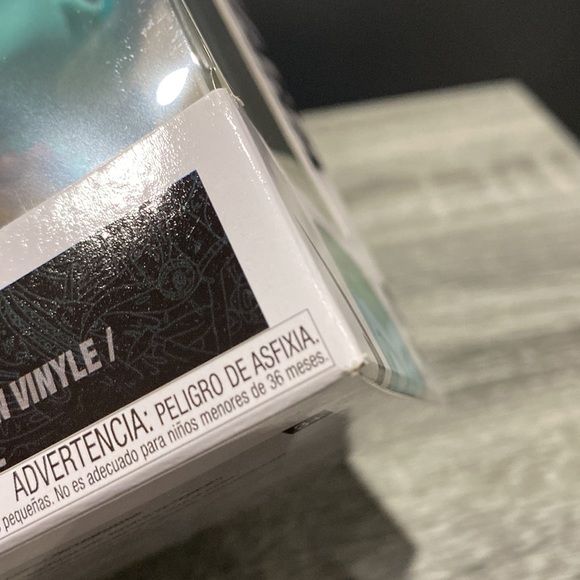 N VINYLE /
ADVERTENCIA: PELIGRO DE ASFIXIA.
pequeñas. No es adecuado para niños menores de 36 meses.